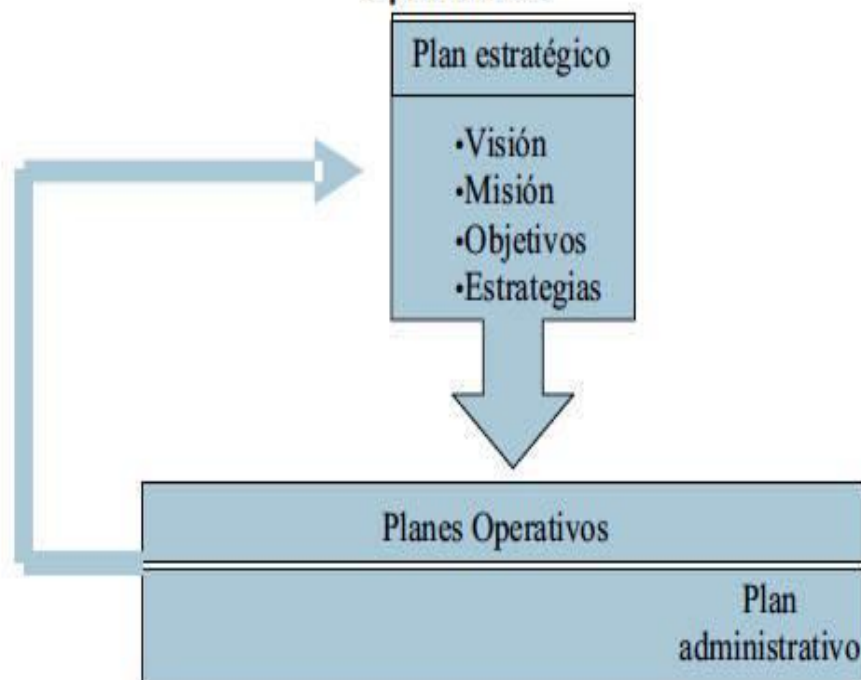 Plan estratégico
•Visión
•Misión
•Objetivos
•Estrategias
Planes Operativos
Plan
administrativo